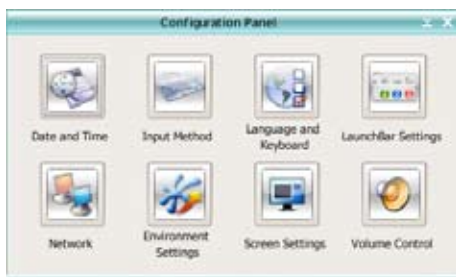 Configuration Panel
Date and Time
Input Method
Language and
Keyboard
LaunchBar Settings
Network
Environment
Settings
Screen Settings
Volume Control